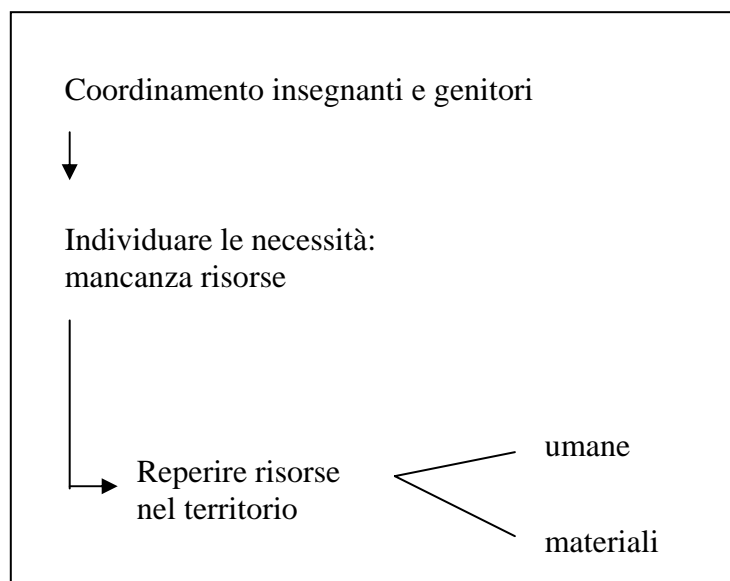 Coordinamento insegnanti e genitori
Individuare le necessità:
mancanza risorse
umane
Reperire risorse
nel territorio
materiali